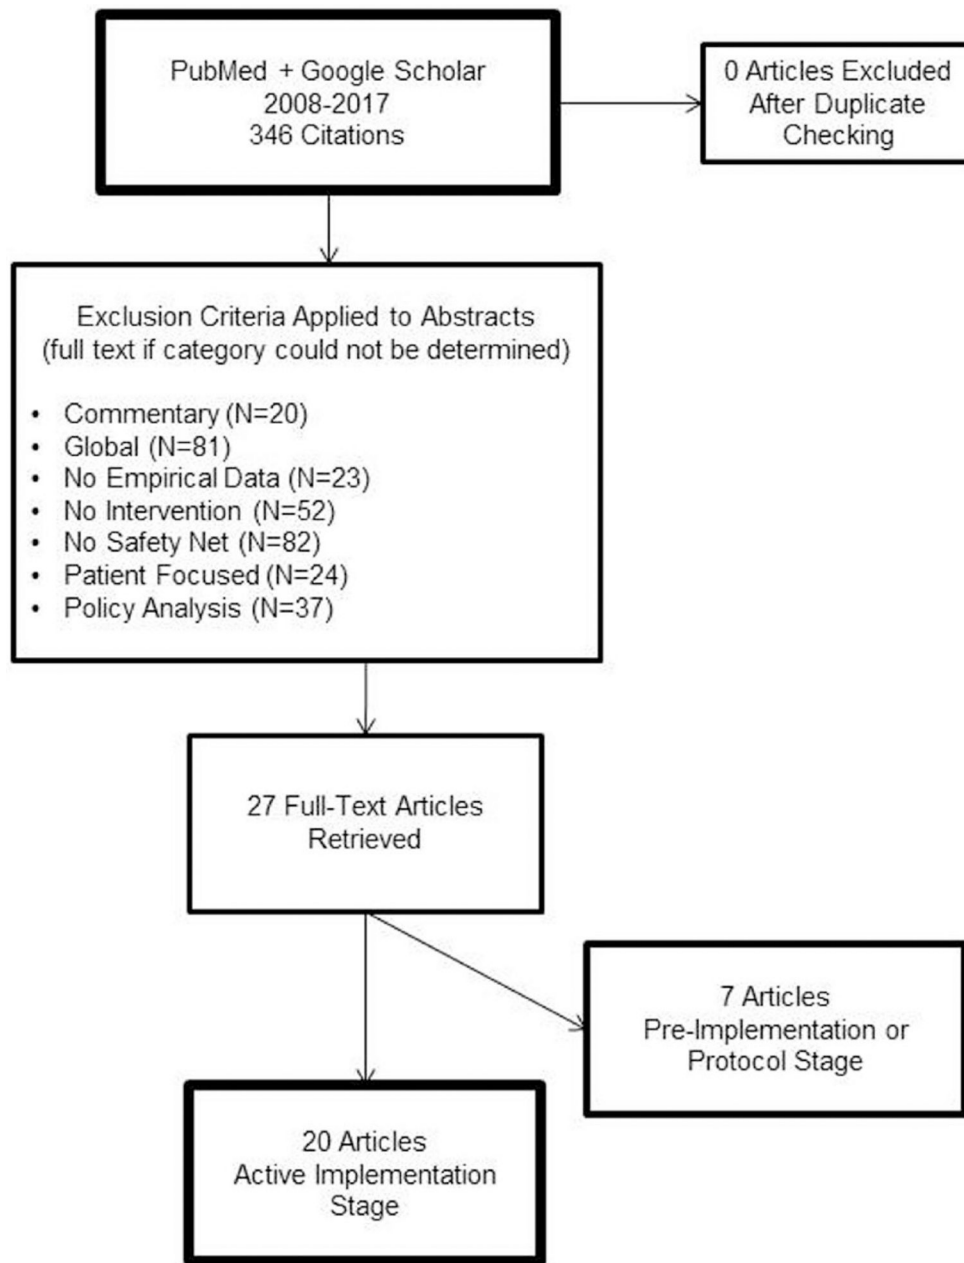 PubMed + Google Scholar
2008-2017
346 Citations
0 Articles Excluded
After Duplicate
Checking
Exclusion Criteria Applied to Abstracts
(full text if category could not be determined)
• Commentary (N=20)
• Global (N=81)
• No Empirical Data (N=23)
• No Intervention (N=52)
• No Safety Net (N=82)
• Patient Focused (N=24)
• Policy Analysis (N=37)
27 Full-Text Articles
Retrieved
7 Articles
Pre-Implementation or
Protocol Stage
20 Articles
Active Implementation
Stage